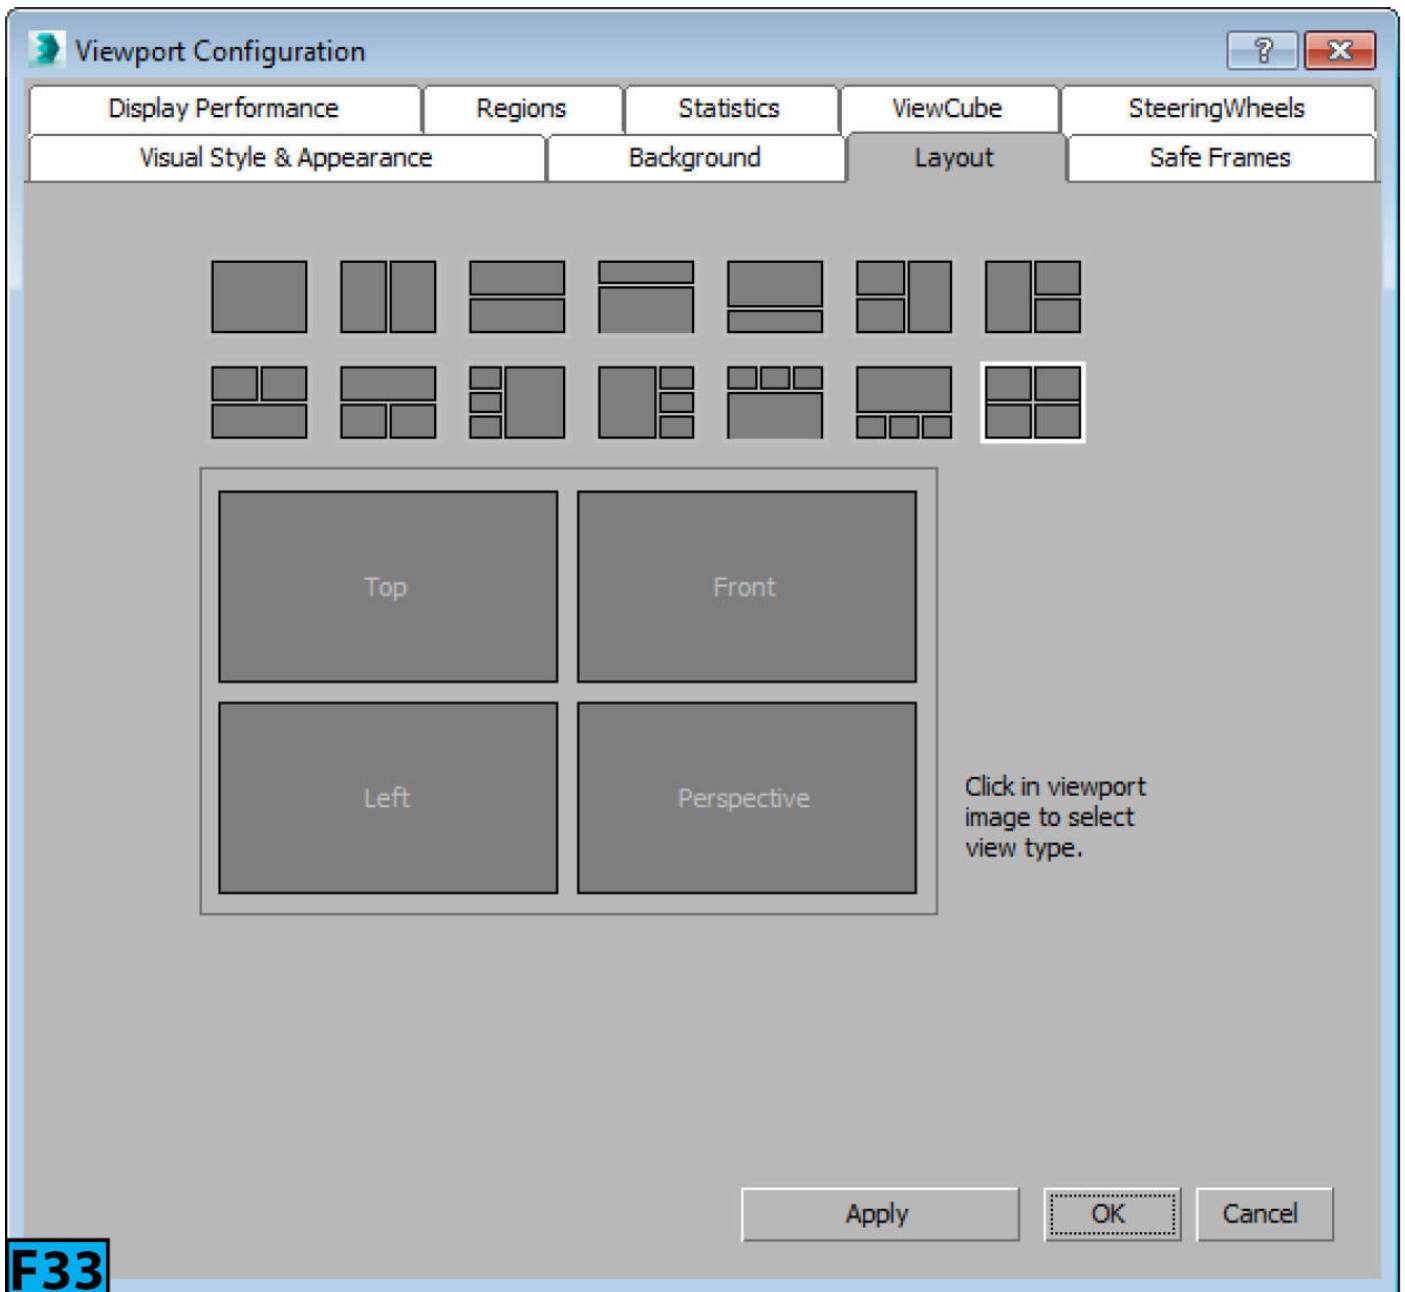 Viewport Configuration
Display Performance
Regions
Statistics
ViewCube
SteeringWheels
Visual Style & Appearance
Background
Layout
Safe Frames
Top
Front
Left
Perspective
Click in viewport
image to select
view type.
Apply
OK
Cancel
F33